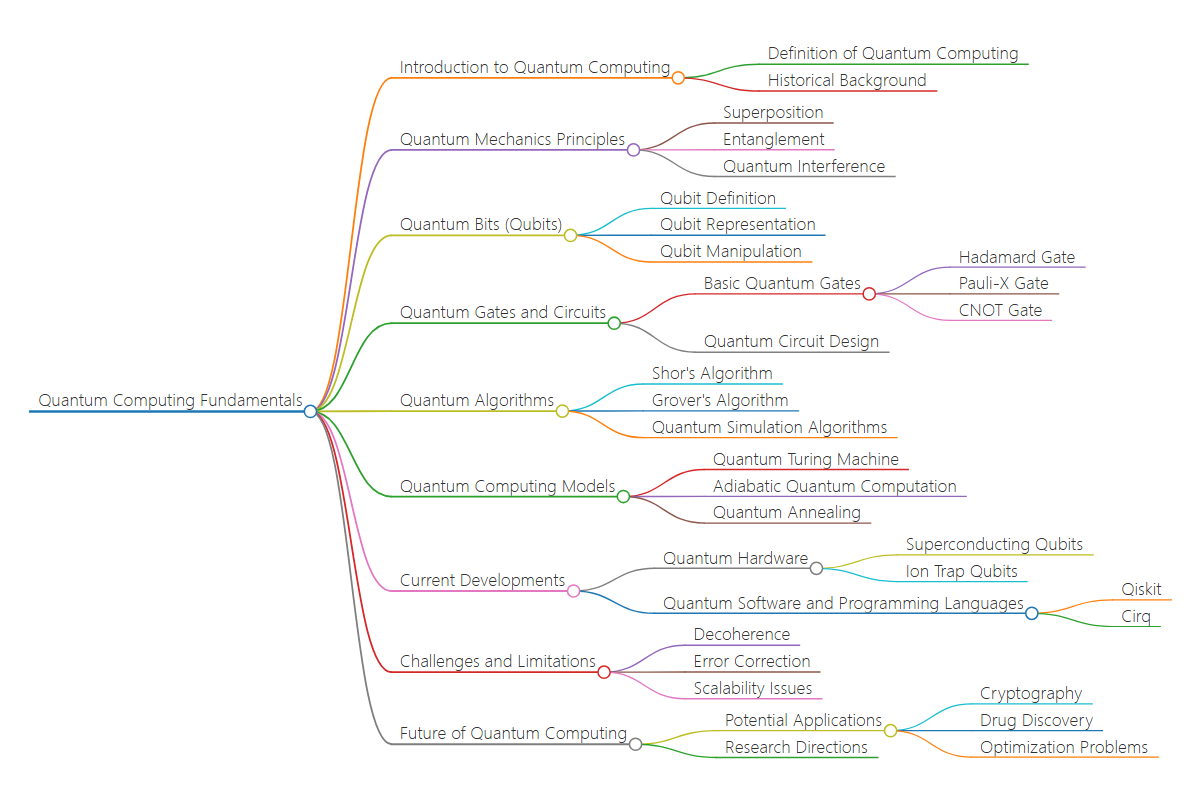 Quantum Computing Fundamentals
Introduction to Quantum Computing
Definition of Quantum Computing
Historical Background
Quantum Mechanics Principles
Superposition
Entanglement
Quantum Interference
Quantum Bits (Qubits)
Qubit Definition
Qubit Representation
Qubit Manipulation
Quantum Gates and Circuits
Basic Quantum Gates
Hadamard Gate
Pauli-X Gate
CNOT Gate
Quantum Circuit Design
Quantum Algorithms
Shor's Algorithm
Grover's Algorithm
Quantum Simulation Algorithms
Quantum Computing Models
Quantum Turing Machine
Adiabatic Quantum Computation
Quantum Annealing
Current Developments
Quantum Hardware
Superconducting Qubits
Ion Trap Qubits
Quantum Software and Programming Languages
Qiskit
Cirq
Challenges and Limitations
Decoherence
Error Correction
Scalability Issues
Future of Quantum Computing
Potential Applications
Cryptography
Drug Discovery
Optimization Problems
Research Directions